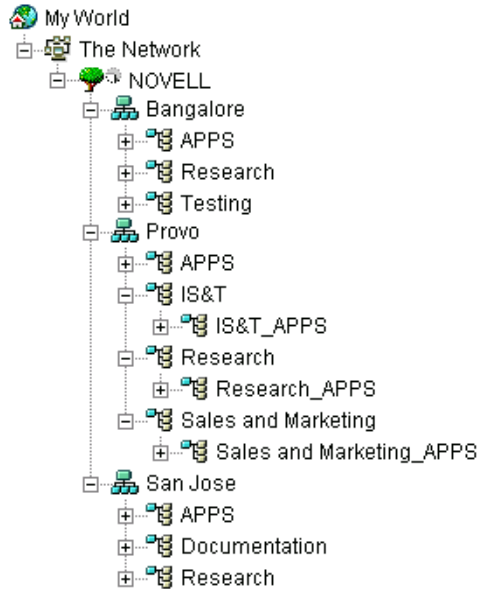 My World
The Network
NOVELL
Bangalore
APPS
Research
Testing
Provo
APPS
IS&T
IS&T_APPS
Research
Research_APPS
Sales and Marketing
Sales and Marketing_APPS
San Jose
APPS
Documentation
Research